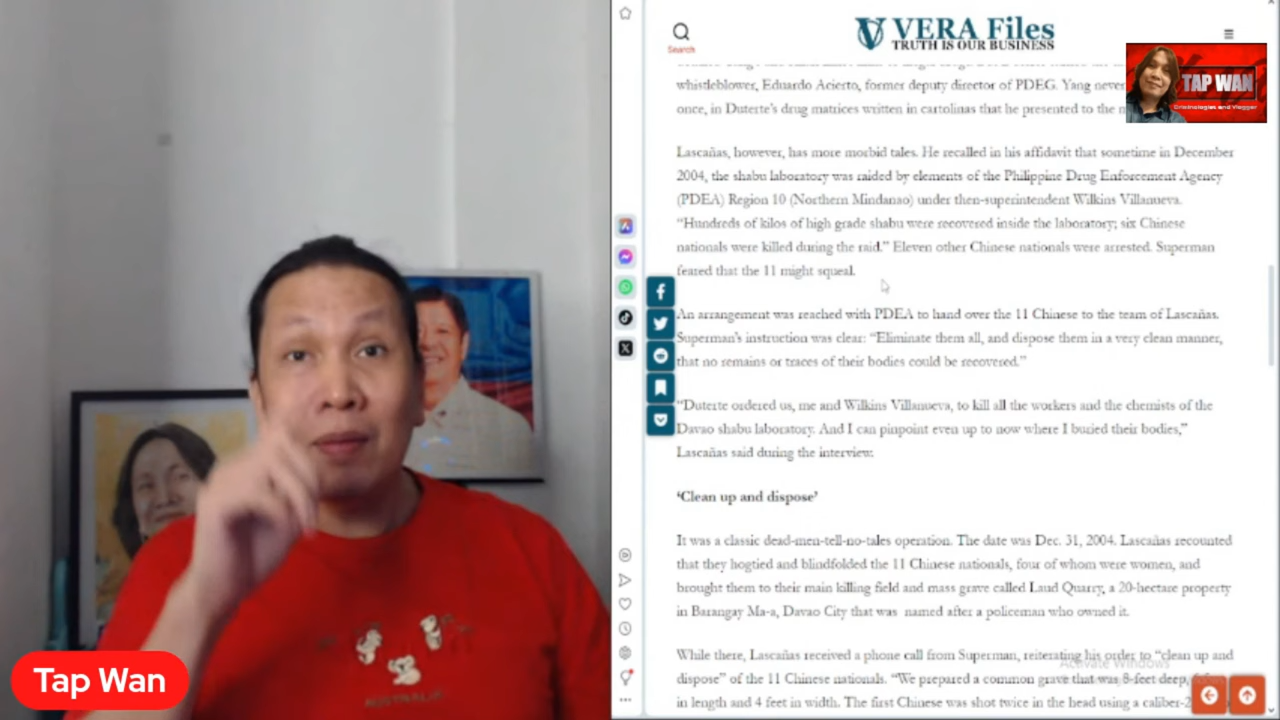 VERA Files
TRUTH IS OUR BUSINESS
Search
TAP WAN
Criminologist and Vlogger
whistleblower, Eduardo Acierto, former deputy director of PDEG. Yang never
once, in Duterte's drug matrices written in cartolinas that he presented to the
Lascañas, however, has more morbid tales. He recalled in his affidavit that sometime in December
2004, the shabu laboratory was raided by elements of the Philippine Drug Enforcement Agency
(PDEA) Region 10 (Northern Mindanao) under then-superintendent Wilkins Villanueva.
“Hundreds of kilos of high grade shabu were recovered inside the laboratory; six Chinese
nationals were killed during the raid.” Eleven other Chinese nationals were arrested. Superman
feared that the 11 might squeal.
An arrangement was reached with PDEA to hand over the 11 Chinese to the team of Lascañas.
Superman's instruction was clear: “Eliminate them all, and dispose them in a very clean manner,
that no remains or traces of their bodies could be recovered.”
“Duterte ordered us, me and Wilkins Villanueva, to kill all the workers and the chemists of the
Davao shabu laboratory. And I can pinpoint even up to now where I buried their bodies,”
Lascañas said during the interview.
‘Clean up and dispose’
It was a classic dead-men-tell-no-tales operation. The date was Dec. 31, 2004. Lascañas recounted
that they hogtied and blindfolded the 11 Chinese nationals, four of whom were women, and
brought them to their main killing field and mass grave called Laud Quarry, a 20-hectare property
in Barangay Ma-a, Davao City that was named after a policeman who owned it.
While there, Lascañas received a phone call from Superman, reiterating his order to “clean up and
Activate Windows
dispose” of the 11 Chinese nationals. “We prepared a common grave that was 8-feet deep,
in length and 4 feet in width. The first Chinese was shot twice in the head using a caliber-2
AUSTRALIA
Tap Wan